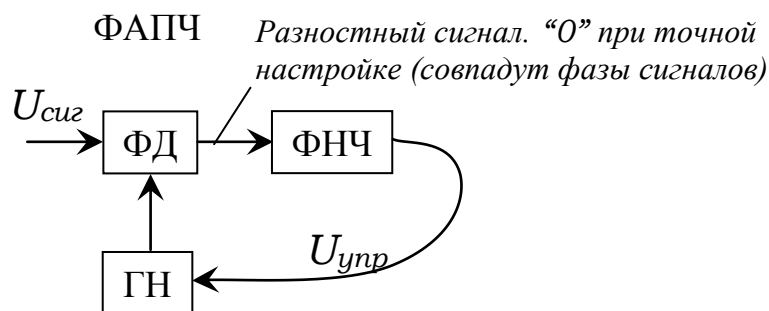 ФАПЧ
Разностный сигнал. “0” при точной
настройке (совпадут фазы сигналов)
Uсиг
ФД
ФНЧ
Uупр
ГН